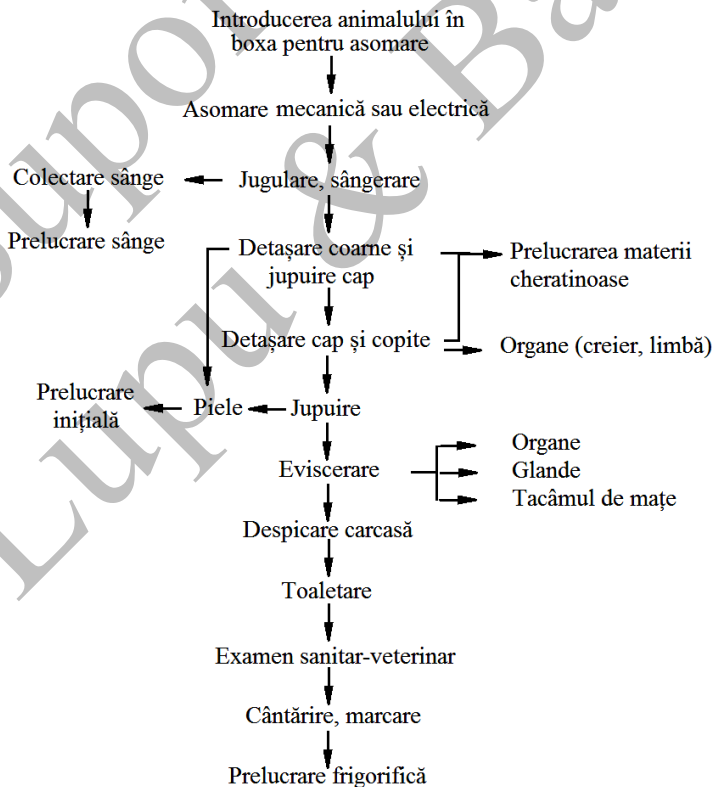 Introducerea animalului în
boxa pentru asomare
Asomare mecanică sau electrică
Colectare sânge
Jugulare, sângerare
Prelucrare sânge
Detașare coarne și
jupuire cap
Prelucrarea materii
cheratinoase
Detașare cap și copite
Organe (creier, limbă)
Prelucrare
inițială
Piele
Jupuire
Eviscerare
Organe
Glande
Tacâmul de mațe
Despicare carcasă
Toaletare
Examen sanitar-veterinar
Cântărire, marcare
Prelucrare frigorifică
Lupu & Ba